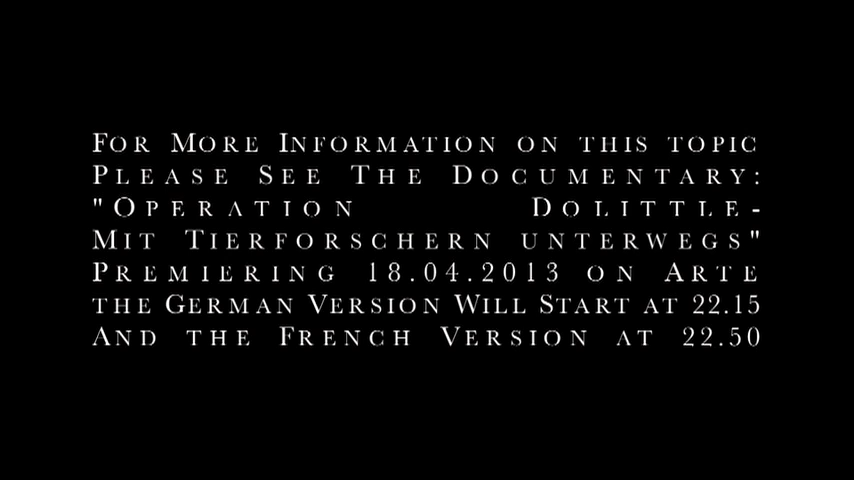 For More Information on this topic
Please See The Documentary:
"Operation Dolittle-
Mit Tierforschern unterwegs"
Premiering 18.04.2013 on Arte
the German Version Will Start at 22.15
And the French Version at 22.50